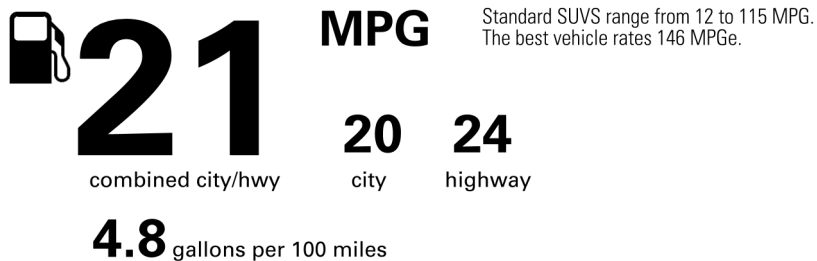 21
MPG
Standard SUVS range from 12 to 115 MPG.
The best vehicle rates 146 MPGe.
20
24
combined city/hwy
city
highway
4.8 gallons per 100 miles